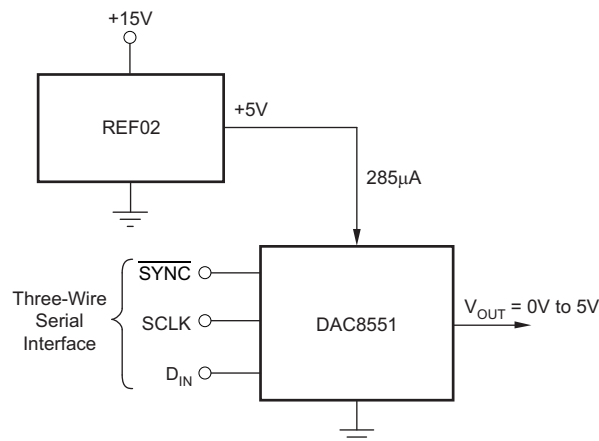 +15V
REF02
+5V
285μA
SYNC
Three-Wire
Serial
Interface
SCLK
DAC8551
V_OUT = 0V to 5V
D_IN